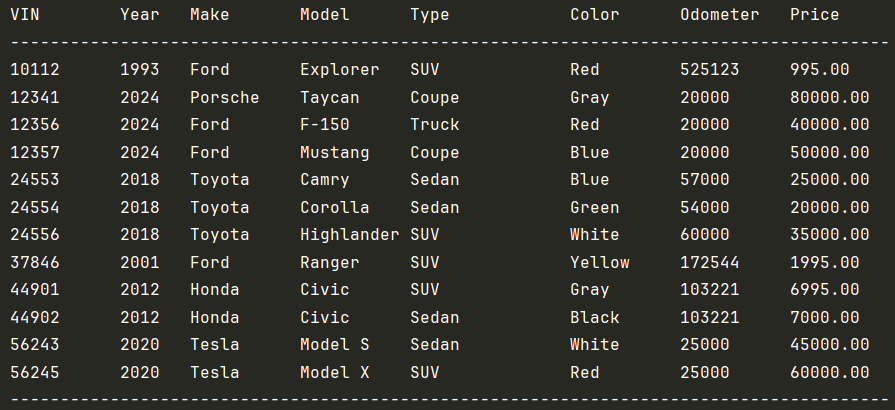 VIN        Year   Make       Model      Type            Color      Odometer   Price
----------------------------------------------------------------------------------------
10112      1993   Ford       Explorer   SUV             Red        525123     995.00
12341      2024   Porsche    Taycan     Coupe           Gray       20000      80000.00
12356      2024   Ford       F-150      Truck           Red        20000      40000.00
12357      2024   Ford       Mustang    Coupe           Blue       20000      50000.00
24553      2018   Toyota     Camry      Sedan           Blue       57000      25000.00
24554      2018   Toyota     Corolla    Sedan           Green      54000      20000.00
24556      2018   Toyota     Highlander SUV             White      60000      35000.00
37846      2001   Ford       Ranger     SUV             Yellow     172544     1995.00
44901      2012   Honda      Civic      SUV             Gray       103221     6995.00
44902      2012   Honda      Civic      Sedan           Black      103221     7000.00
56243      2020   Tesla      Model S    Sedan           White      25000      45000.00
56245      2020   Tesla      Model X    SUV             Red        25000      60000.00
----------------------------------------------------------------------------------------